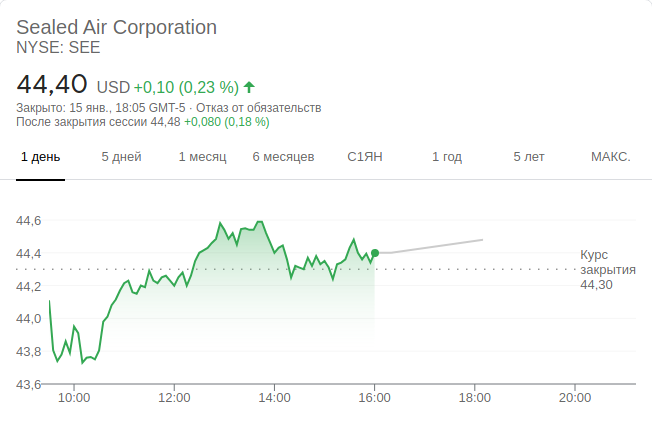 Sealed Air Corporation
NYSE: SEE
44,40 USD +0,10 (0,23 %)
Закрыто: 15 янв., 18:05 GMT-5 · Отказ от обязательств
После закрытия сессии 44,48 +0,080 (0,18 %)
1 день 5 дней 1 месяц 6 месяцев С1ЯН 1 год 5 лет МАКС.
44,6
44,4
44,2
44,0
43,8
43,6
Курс
закрытия
44,30
10:00 12:00 14:00 16:00 18:00 20:00